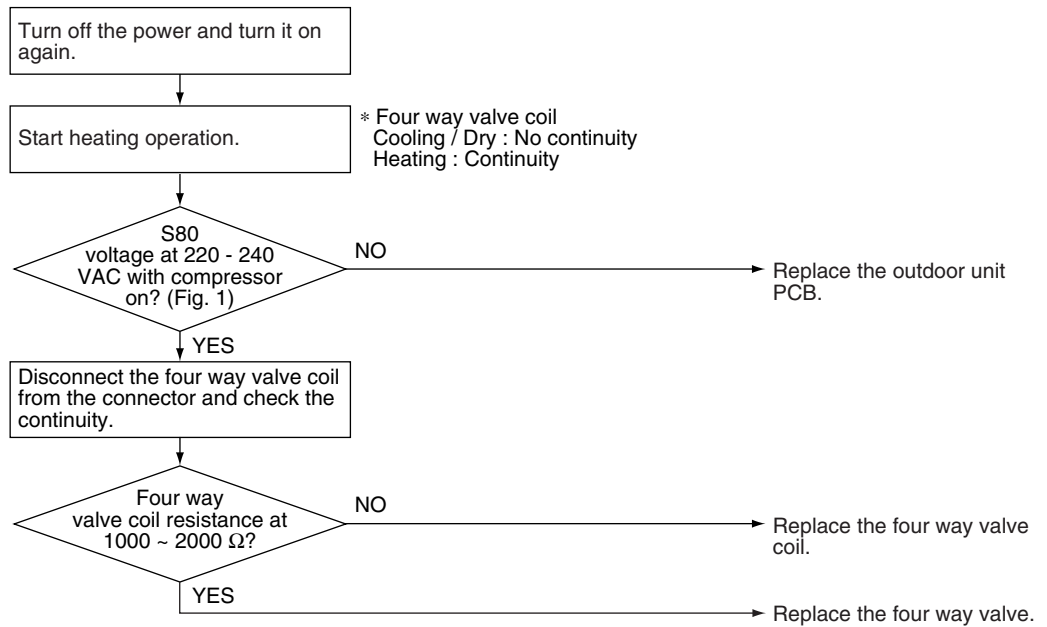 Turn off the power and turn it on
again.
Start heating operation.
* Four way valve coil
Cooling / Dry : No continuity
Heating : Continuity
S80
voltage at 220 - 240
VAC with compressor
on? (Fig. 1)
NO
Replace the outdoor unit
PCB.
YES
Disconnect the four way valve coil
from the connector and check the
continuity.
Four way
valve coil resistance at
1000 ~ 2000 Ω?
NO
Replace the four way valve
coil.
YES
Replace the four way valve.